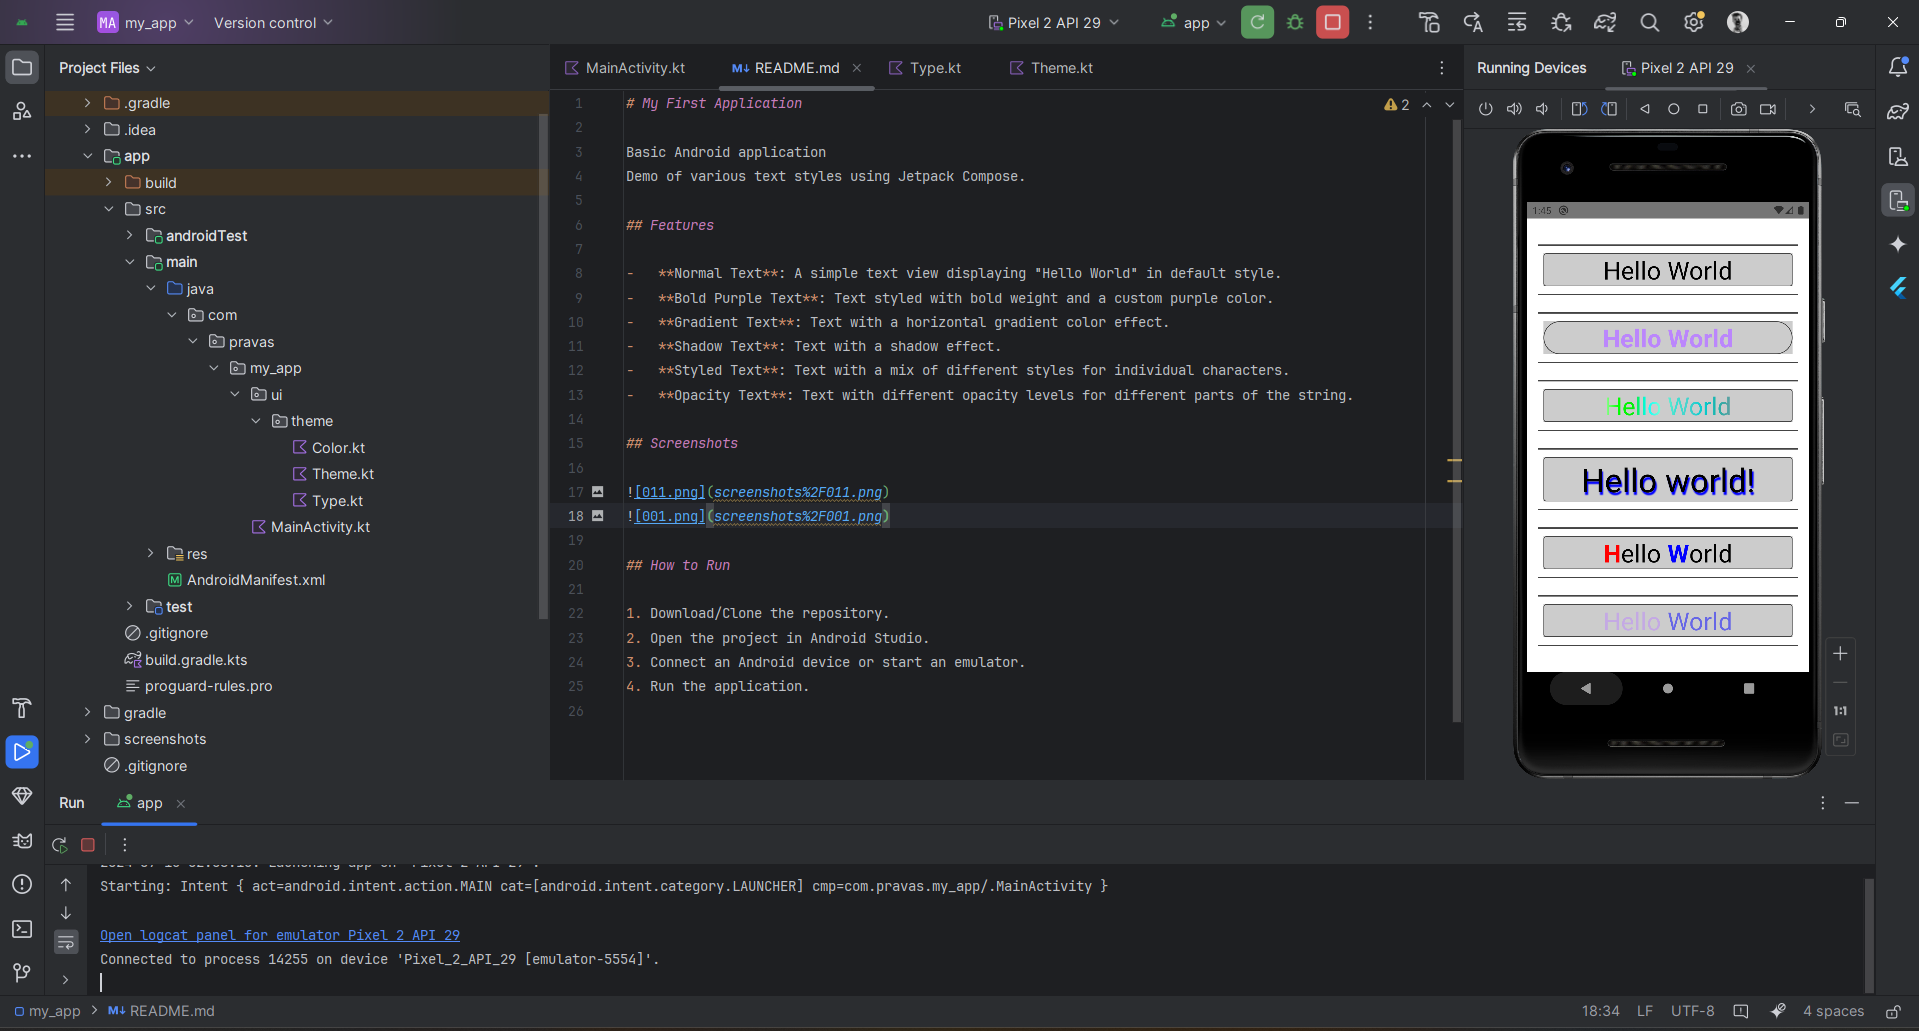 MA my_app Version control Pixel 2 API 29 app
Project Files
.gradle
.idea
app
build
src
androidTest
main
java
com
pravas
my_app
ui
theme
Color.kt
Theme.kt
Type.kt
MainActivity.kt
res
M AndroidManifest.xml
test
.gitignore
build.gradle.kts
proguard-rules.pro
gradle
screenshots
.gitignore
MainActivity.kt M↓ README.md Type.kt Theme.kt
2
1 # My First Application
2
3 Basic Android application
4 Demo of various text styles using Jetpack Compose.
5
6 ## Features
7
8 - **Normal Text**: A simple text view displaying "Hello World" in default style.
9 - **Bold Purple Text**: Text styled with bold weight and a custom purple color.
10 - **Gradient Text**: Text with a horizontal gradient color effect.
11 - **Shadow Text**: Text with a shadow effect.
12 - **Styled Text**: Text with a mix of different styles for individual characters.
13 - **Opacity Text**: Text with different opacity levels for different parts of the string.
14
15 ## Screenshots
16
17 ![011.png](screenshots%2F011.png)
18 ![001.png](screenshots%2F001.png)
19
20 ## How to Run
21
22 1. Download/Clone the repository.
23 2. Open the project in Android Studio.
24 3. Connect an Android device or start an emulator.
25 4. Run the application.
26
Running Devices Pixel 2 API 29
1:45
Hello World
Hello World
Hello World
Hello world!
Hello World
Hello World
1:1
Run app
Starting: Intent { act=android.intent.action.MAIN cat=[android.intent.category.LAUNCHER] cmp=com.pravas.my_app/.MainActivity }
Open logcat panel for emulator Pixel 2 API 29
Connected to process 14255 on device 'Pixel_2_API_29 [emulator-5554]'.
my_app M↓ README.md 18:34 LF UTF-8 4 spaces